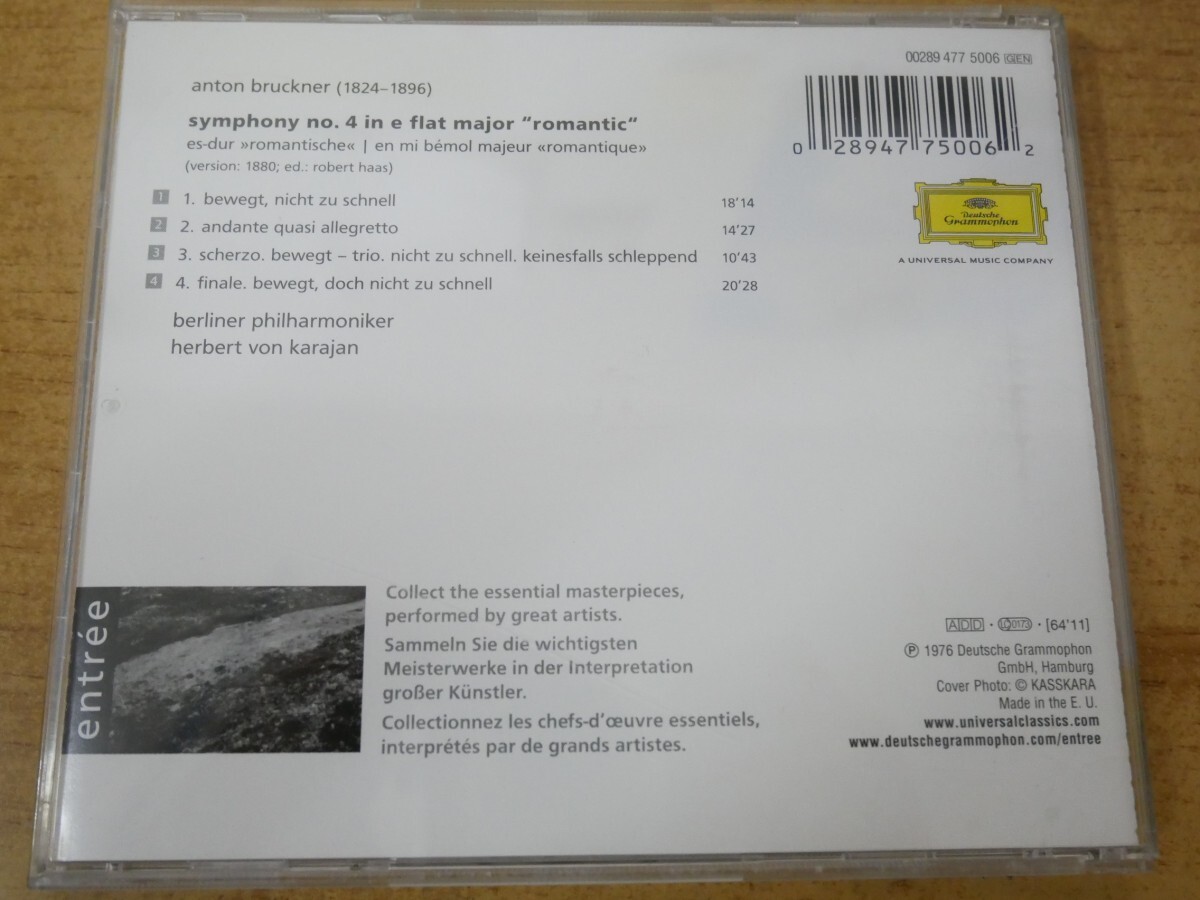 00289 477 5006 GEN
0 28947 75006 2
Deutsche
Grammophon
A UNIVERSAL MUSIC COMPANY
anton bruckner (1824–1896)
symphony no. 4 in e flat major "romantic"
es-dur »romantische« | en mi bémol majeur «romantique»
(version: 1880; ed.: robert haas)
1 1. bewegt, nicht zu schnell 18'14
2 2. andante quasi allegretto 14'27
3 3. scherzo. bewegt – trio. nicht zu schnell. keinesfalls schleppend 10'43
4 4. finale. bewegt, doch nicht zu schnell 20'28
berliner philharmoniker
herbert von karajan
entrée
Collect the essential masterpieces,
performed by great artists.
Sammeln Sie die wichtigsten
Meisterwerke in der Interpretation
großer Künstler.
Collectionnez les chefs-d'œuvre essentiels,
interprétés par de grands artistes.
ADD · LC 0173 · [64'11]
℗ 1976 Deutsche Grammophon
GmbH, Hamburg
Cover Photo: © KASSKARA
Made in the E. U.
www.universalclassics.com
www.deutschegrammophon.com/entree